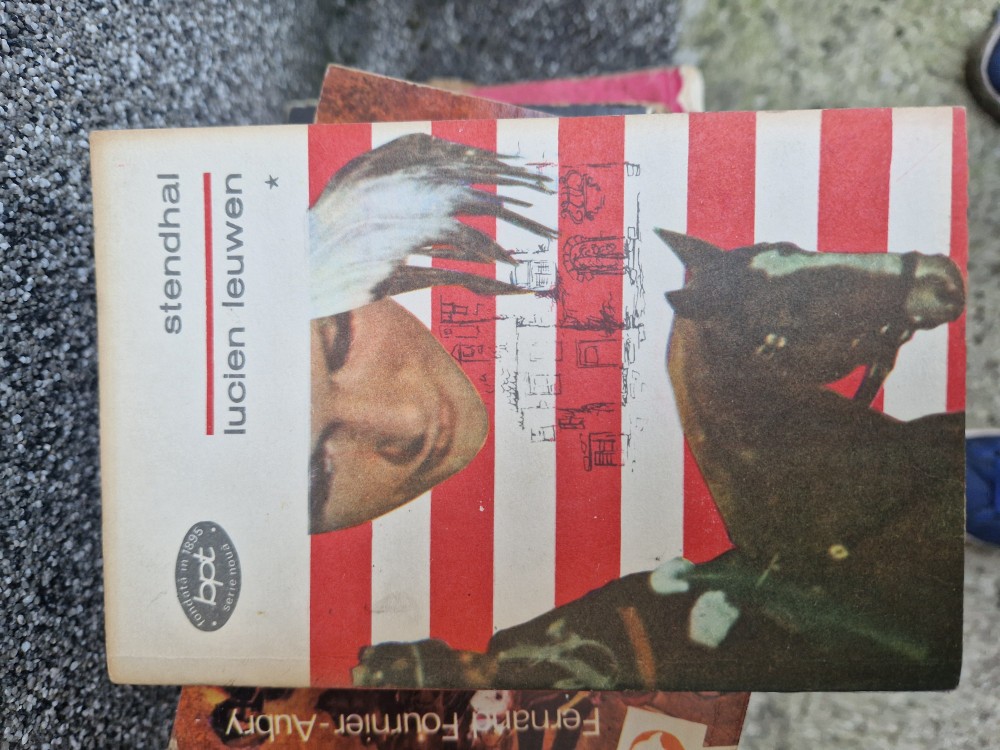 stendhal
lucien leuwen
*
fondată în 1895
bpt
serie nouă
Fernand Fournier-Aubry